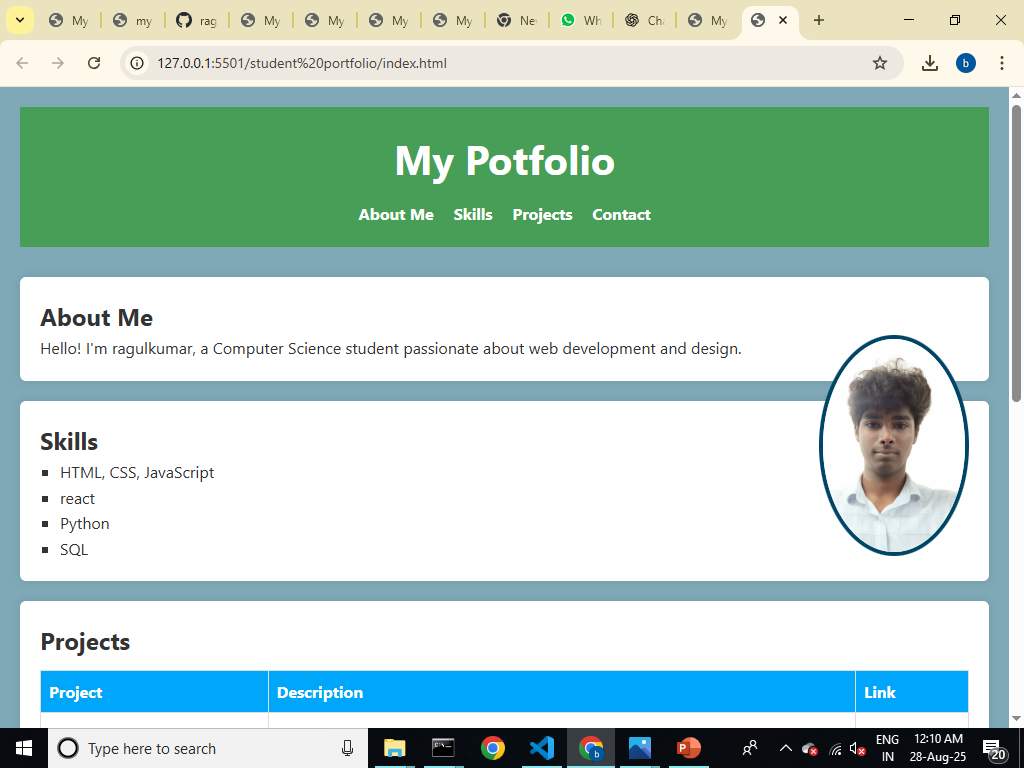 My
my
rag
My
My
My
My
Ne
Wh
Cha
My
127.0.0.1:5501/student%20portfolio/index.html
b
My Potfolio
About Me Skills Projects Contact
About Me
Hello! I'm ragulkumar, a Computer Science student passionate about web development and design.
Skills
HTML, CSS, JavaScript
react
Python
SQL
Projects
Project Description Link
Type here to search
ENG
IN
12:10 AM
28-Aug-25
20